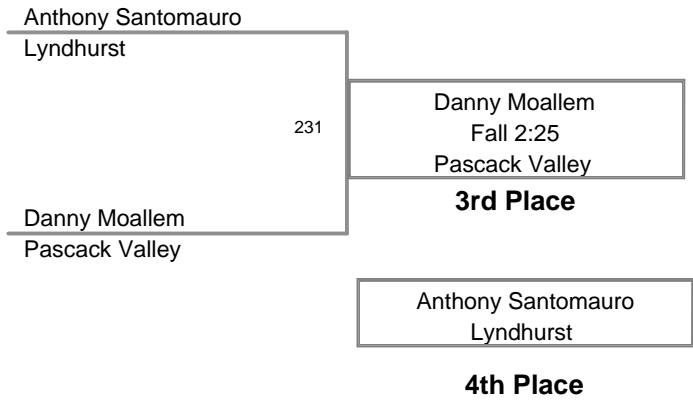 Anthony Santomauro
Lyndhurst
231
Danny Moallem
Fall 2:25
Pascack Valley
3rd Place
Danny Moallem
Pascack Valley
Anthony Santomauro
Lyndhurst
4th Place